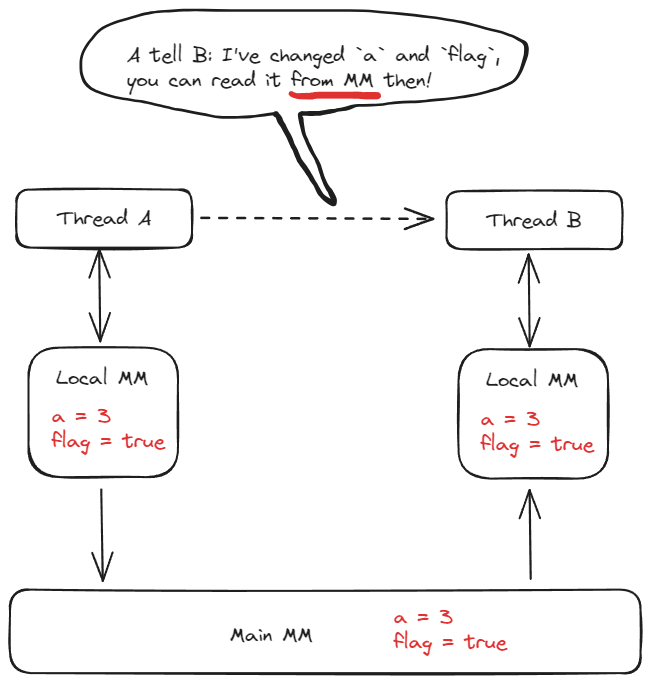 A tell B: I've changed `a` and `flag`,
you can read it from MM then!
Thread A
Thread B
Local MM
a = 3
flag = true
Local MM
a = 3
flag = true
Main MM
a = 3
flag = true